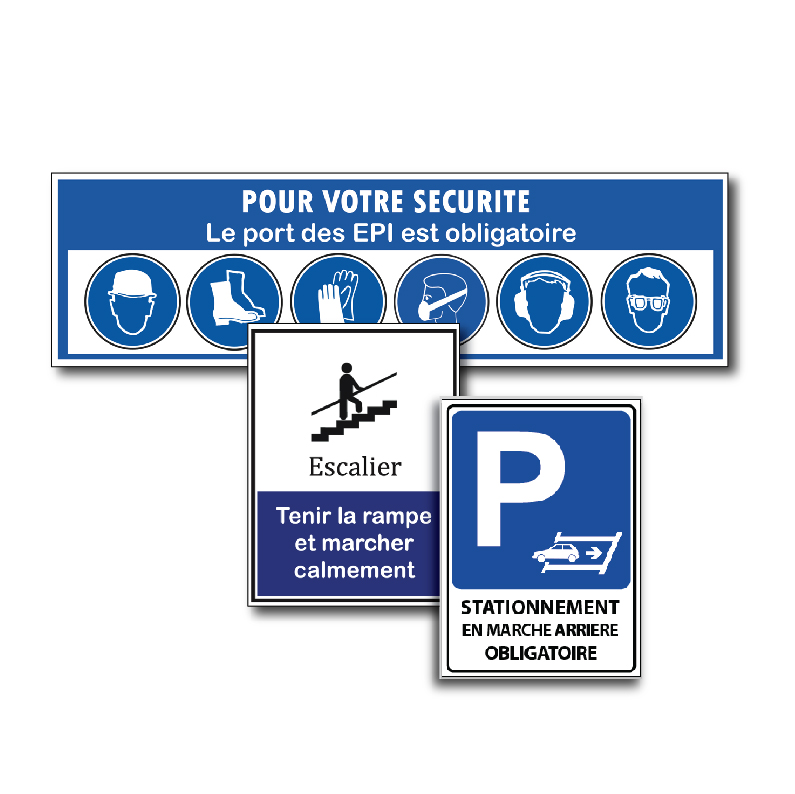 POUR VOTRE SECURITE
Le port des EPI est obligatoire
Escalier
Tenir la rampe
et marcher
calmement
P
STATIONNEMENT
EN MARCHE ARRIERE
OBLIGATOIRE